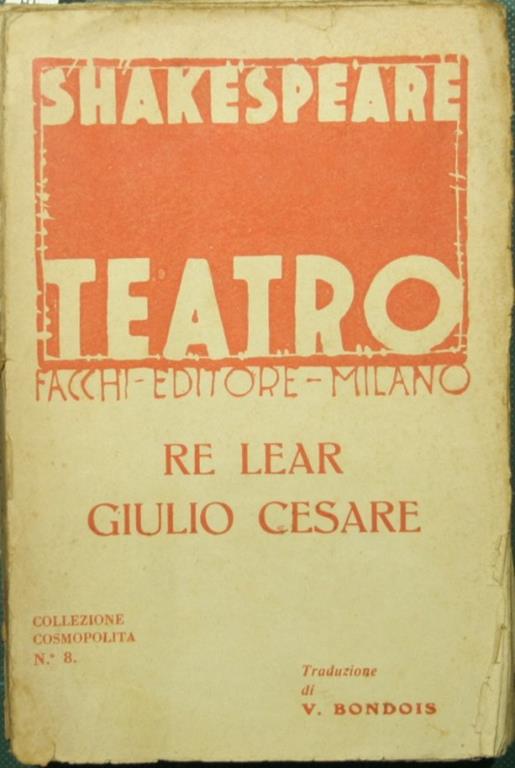 SHAKESPEARE
TEATRO
FACCHI-EDITORE-MILANO
RE LEAR
GIULIO CESARE
COLLEZIONE
COSMOPOLITA
N.° 8.
Traduzione
di
V. BONDOIS